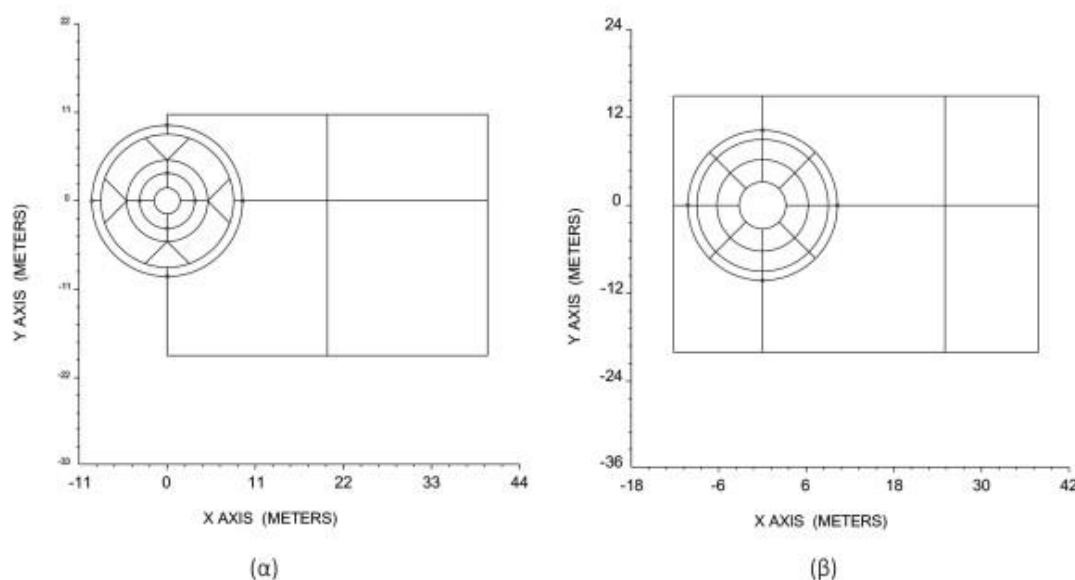 22
11
0
-11
-22
-33
-11 0 11 22 33 44
Y AXIS (METERS)
X AXIS (METERS)
(α)
24
12
0
-12
-24
-36
-18 -6 6 18 30 42
Y AXIS (METERS)
X AXIS (METERS)
(β)